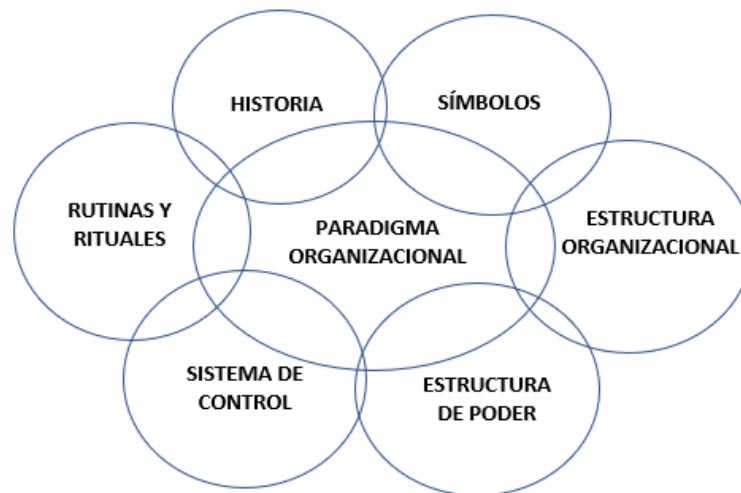 HISTORIA
SÍMBOLOS
RUTINAS Y
RITUALES
PARADIGMA
ORGANIZACIONAL
ESTRUCTURA
ORGANIZACIONAL
SISTEMA DE
CONTROL
ESTRUCTURA
DE PODER